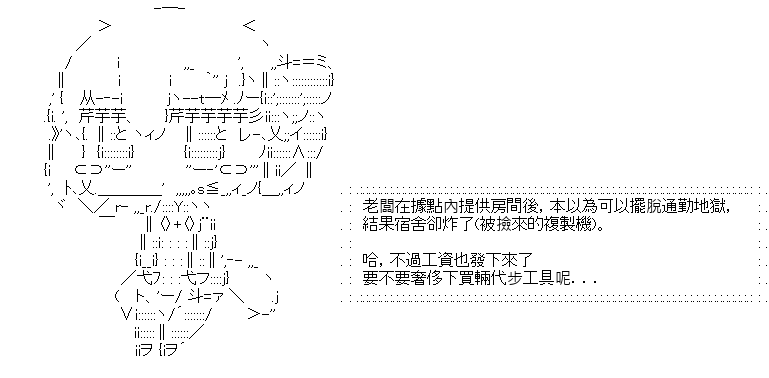 老闆在據點內提供房間後，本以為可以擺脫通勤地獄，
結果宿舍卻炸了(被撿來的複製機)。
哈，不過工資也發下來了
要不要奢侈下買輛代步工具呢...